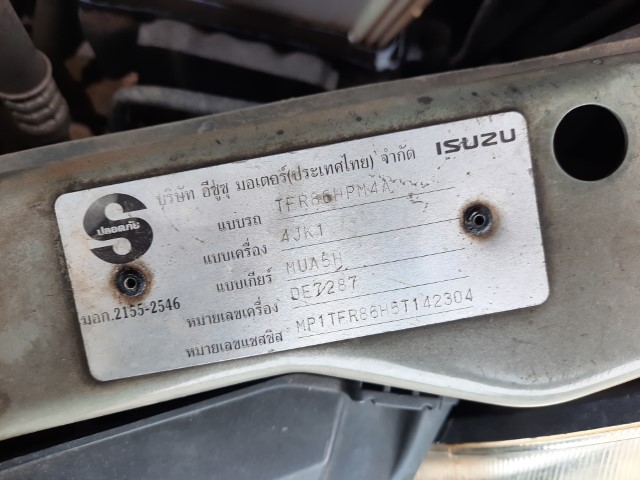 บริษัท อีซูซุ มอเตอร์(ประเทศไทย) จำกัด ISUZU
แบบรถ TFR86HPM4A
แบบเครื่อง 4JK1
แบบเกียร์ MUA5H
หมายเลขเครื่อง DE7287
หมายเลขแชสซิส MP1TFR86H5T142304
S
ปลอดภัย
มอก.2155-2546